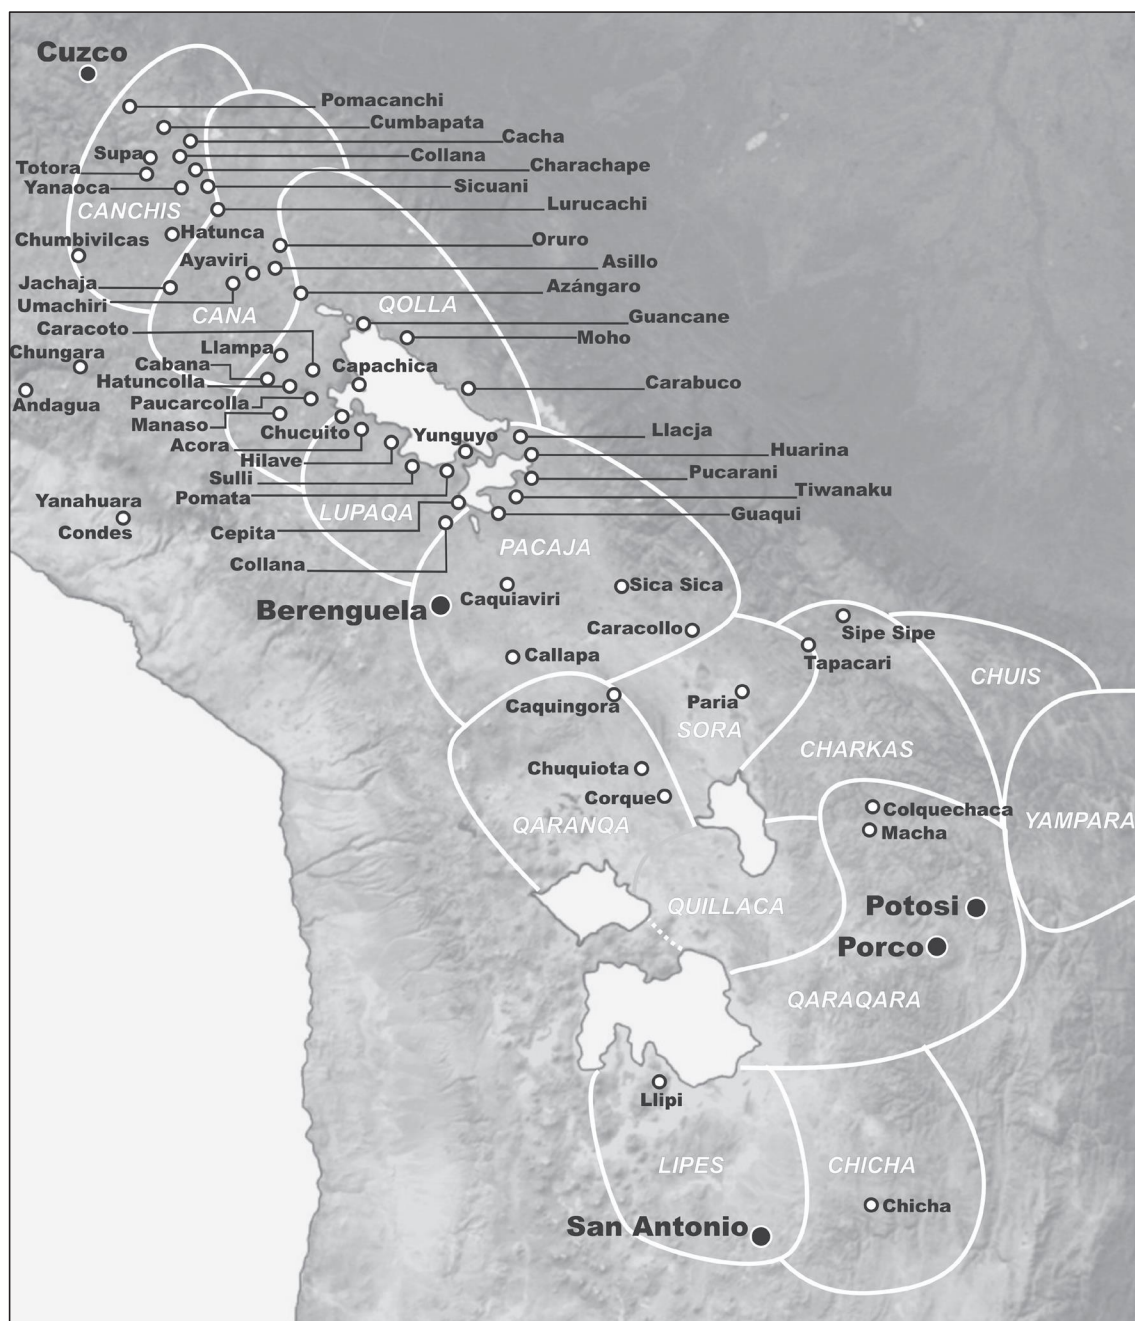 Cuzco
Pomacanchi
Cumbapata
Cacha
Supa
Collana
Totora
Charachape
Yanaoca
Sicuani
CANCHIS
Lurucachi
Hatunca
Chumbivilcas
Oruro
Ayaviri
Asillo
Jachaja
Azángaro
Umachiri
QOLLA
CANA
Guancane
Caracoto
Moho
Llampa
Chungara
Cabana
Capachica
Hatuncolla
Carabuco
Andagua
Paucarcolla
Manaso
Chucuito
Yunguyo
Llacja
Acora
Huarina
Hilave
Pucarani
Sulli
Tiwanaku
Pomata
Yanahuara
Condes
LUPAQA
Guaqui
Cepita
PACAJA
Collana
Sica Sica
Caquiaviri
Berenguela
Caracollo
Sipe Sipe
Callapa
Tapacari
CHUIS
Caquingora
Paria
SORA
CHARKAS
Chuquiota
Corque
Colquechaca
QARANQA
YAMPARA
Macha
QUILLACA
Potosi
Porco
QARAQARA
Llipi
LIPES
CHICHA
Chicha
San Antonio